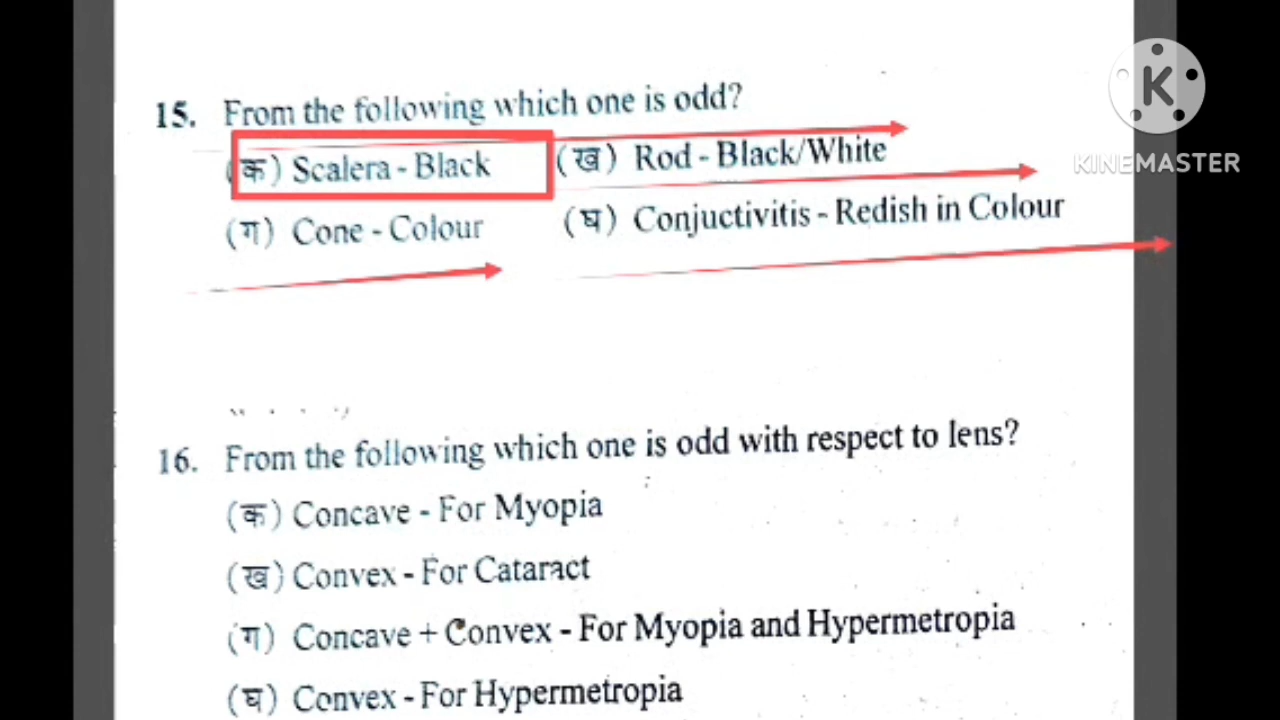 15. From the following which one is odd?
(क) Scalera - Black (ख) Rod - Black/White
(ग) Cone - Colour (घ) Conjuctivitis - Redish in Colour
16. From the following which one is odd with respect to lens?
(क) Concave - For Myopia
(ख) Convex - For Cataract
(ग) Concave + Convex - For Myopia and Hypermetropia
(घ) Convex - For Hypermetropia
K
KINEMASTER